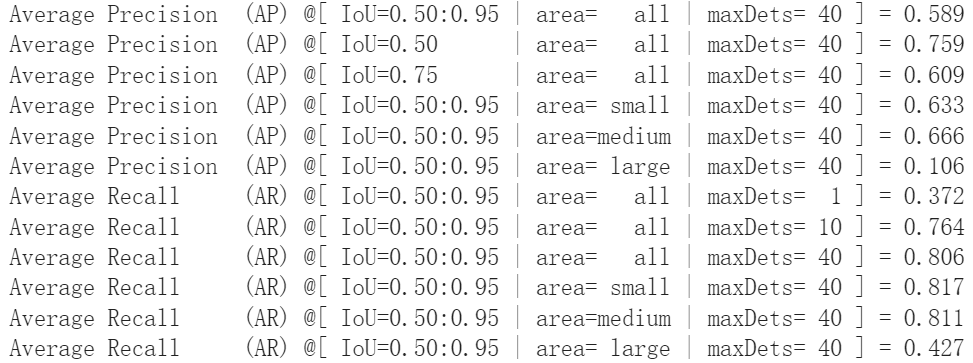 Average Precision  (AP) @[ IoU=0.50:0.95 | area=   all | maxDets= 40 ] = 0.589
Average Precision  (AP) @[ IoU=0.50      | area=   all | maxDets= 40 ] = 0.759
Average Precision  (AP) @[ IoU=0.75      | area=   all | maxDets= 40 ] = 0.609
Average Precision  (AP) @[ IoU=0.50:0.95 | area= small | maxDets= 40 ] = 0.633
Average Precision  (AP) @[ IoU=0.50:0.95 | area=medium | maxDets= 40 ] = 0.666
Average Precision  (AP) @[ IoU=0.50:0.95 | area= large | maxDets= 40 ] = 0.106
Average Recall     (AR) @[ IoU=0.50:0.95 | area=   all | maxDets=  1 ] = 0.372
Average Recall     (AR) @[ IoU=0.50:0.95 | area=   all | maxDets= 10 ] = 0.764
Average Recall     (AR) @[ IoU=0.50:0.95 | area=   all | maxDets= 40 ] = 0.806
Average Recall     (AR) @[ IoU=0.50:0.95 | area= small | maxDets= 40 ] = 0.817
Average Recall     (AR) @[ IoU=0.50:0.95 | area=medium | maxDets= 40 ] = 0.811
Average Recall     (AR) @[ IoU=0.50:0.95 | area= large | maxDets= 40 ] = 0.427